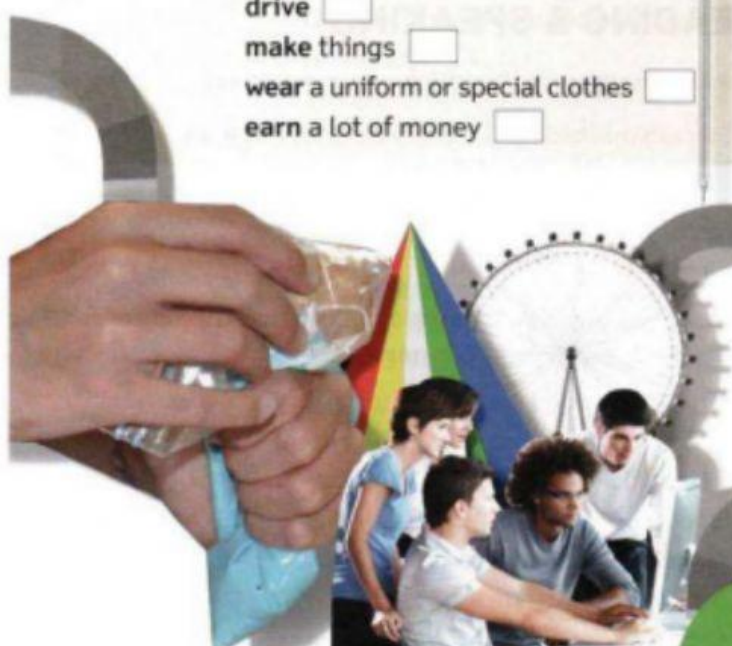 drive
make things
wear a uniform or special clothes
earn a lot of money